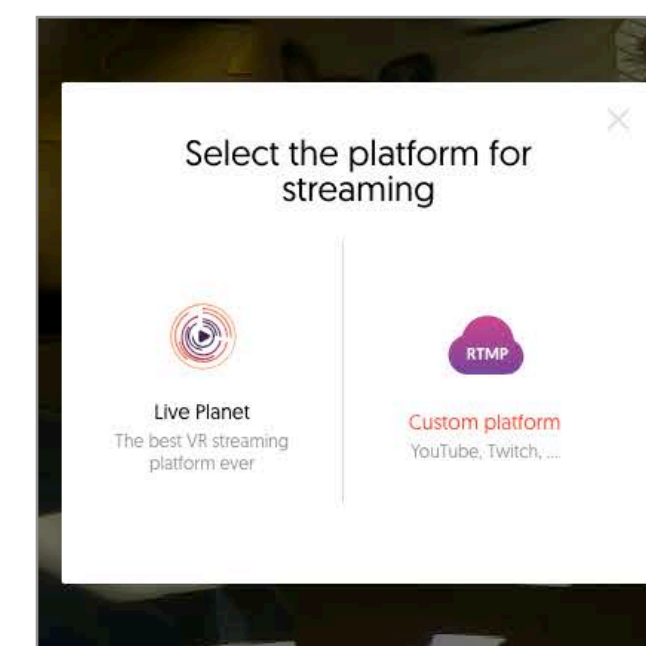 Select the platform for
streaming
Live Planet
The best VR streaming
platform ever
RTMP
Custom platform
YouTube, Twitch, ....